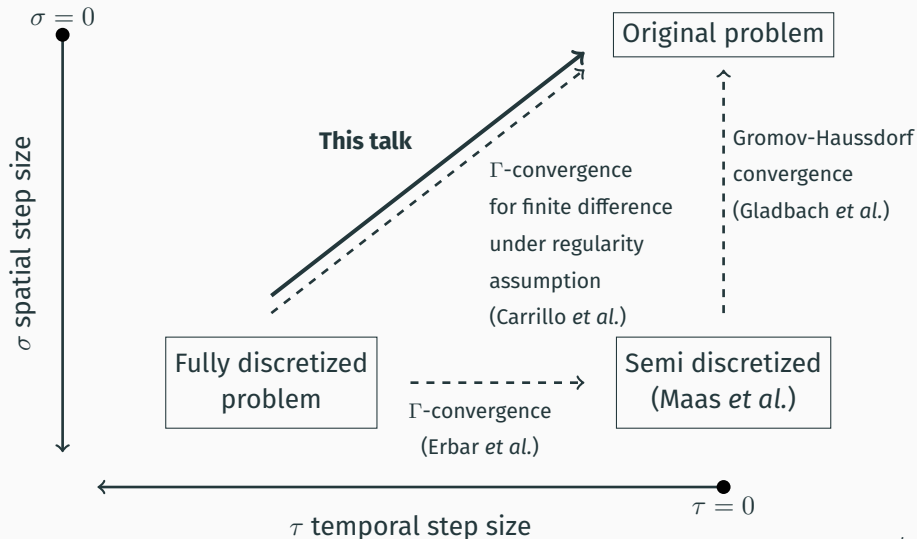 σ = 0
Original problem
This talk
Gromov-Haussdorf
convergence
(Gladbach et al.)
Γ-convergence
for finite difference
under regularity
assumption
(Carrillo et al.)
σ spatial step size
Fully discretized
problem
Γ-convergence
(Erbar et al.)
Semi discretized
(Maas et al.)
τ = 0
τ temporal step size